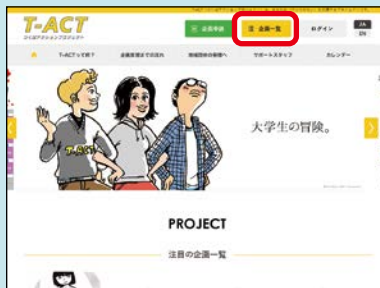 T-ACT
つくばアクションプロジェクト
企画申請
企画一覧
ログイン
JA
EN
T-ACTって何？
企画実現までの流れ
地域団体の皆様へ
サポートスタッフ
カレンダー
T-ACT
大学生の冒険。
PROJECT
注目の企画一覧